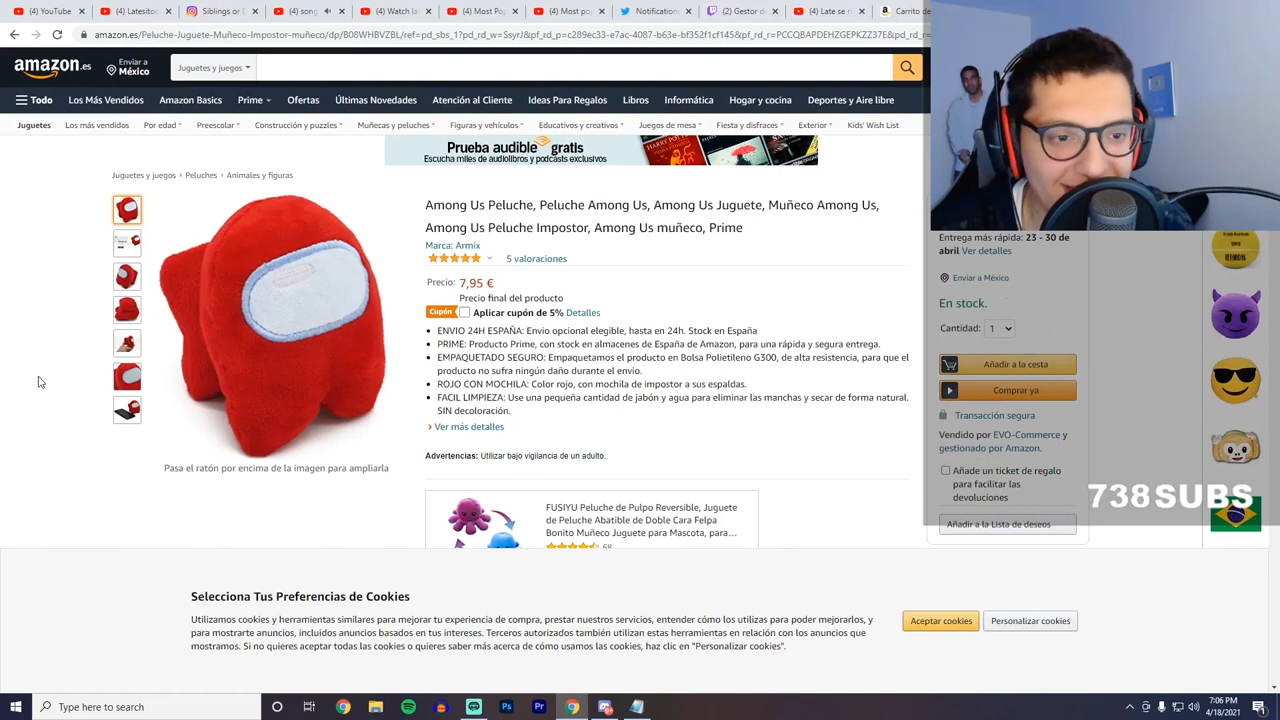 (4) YouTube
(4) Latesitoo
Siblings or D
(4) song
(4) Watch la
(4) Most Pop
(4) Most pop
Notification
(2) Gestor de
(4) Late se r
Carrito de
amazon.es/Peluche-Juguete-Muñeco-Impostor-muñeco/dp/B08WHBVZBL/ref=pd_sbs_1?pd_rd_w=SsyrJ&pf_rd_p=c289ec33-e7ac-4087-b63e-bf352f1cf145&pf_rd_r=PCCQBAPDEHZGEPKZZ37E&pd_r
amazon.es
Enviar a
México
Juguetes y juegos
Todo
Los Más Vendidos
Amazon Basics
Prime
Ofertas
Últimas Novedades
Atención al Cliente
Ideas Para Regalos
Libros
Informática
Hogar y cocina
Deportes y Aire libre
Juguetes
Los más vendidos
Por edad
Preescolar
Construcción y puzzles
Muñecas y peluches
Figuras y vehículos
Educativos y creativos
Juegos de mesa
Fiesta y disfraces
Exterior
Kids' Wish List
Prueba audible gratis
Escucha miles de audiolibros y podcasts exclusivos
Juguetes y juegos › Peluches › Animales y figuras
Pasa el ratón por encima de la imagen para ampliarla
Among Us Peluche, Peluche Among Us, Among Us Juguete, Muñeco Among Us,
Among Us Peluche Impostor, Among Us muñeco, Prime
Marca: Armix
5 valoraciones
Precio: 7,95 €
Precio final del producto
Cupón Aplicar cupón de 5% Detalles
• ENVIO 24H ESPAÑA: Envio opcional elegible, hasta en 24h. Stock en España
• PRIME: Producto Prime, con stock en almacenes de España de Amazon, para una rápida y segura entrega.
• EMPAQUETADO SEGURO: Empaquetamos el producto en Bolsa Polietileno G300, de alta resistencia, para que el
producto no sufra ningún daño durante el envio.
• ROJO CON MOCHILA: Color rojo, con mochila de impostor a sus espaldas.
• FACIL LIMPIEZA: Use una pequeña cantidad de jabón y agua para eliminar las manchas y secar de forma natural.
SIN decoloración.
› Ver más detalles
Advertencias: Utilizar bajo vigilancia de un adulto.
FUSIYU Peluche de Pulpo Reversible, Juguete
de Peluche Abatible de Doble Cara Felpa
Bonito Muñeco Juguete para Mascota, para…
68
Entrega más rápida: 23 - 30 de
abril Ver detalles
Enviar a México
En stock.
Cantidad: 1
Añadir a la cesta
Comprar ya
Transacción segura
Vendido por EVO-Commerce y
gestionado por Amazon.
Añade un ticket de regalo
para facilitar las
devoluciones
Añadir a la Lista de deseos
738SUBS
Selecciona Tus Preferencias de Cookies
Utilizamos cookies y herramientas similares para mejorar tu experiencia de compra, prestar nuestros servicios, entender cómo los utilizas para poder mejorarlos, y
para mostrarte anuncios, incluidos anuncios basados en tus intereses. Terceros autorizados también utilizan estas herramientas en relación con los anuncios que
mostramos. Si no quieres aceptar todas las cookies o quieres saber más acerca de cómo usamos las cookies, haz clic en "Personalizar cookies".
Aceptar cookies
Personalizar cookies
Type here to search
7:06 PM
4/18/2021